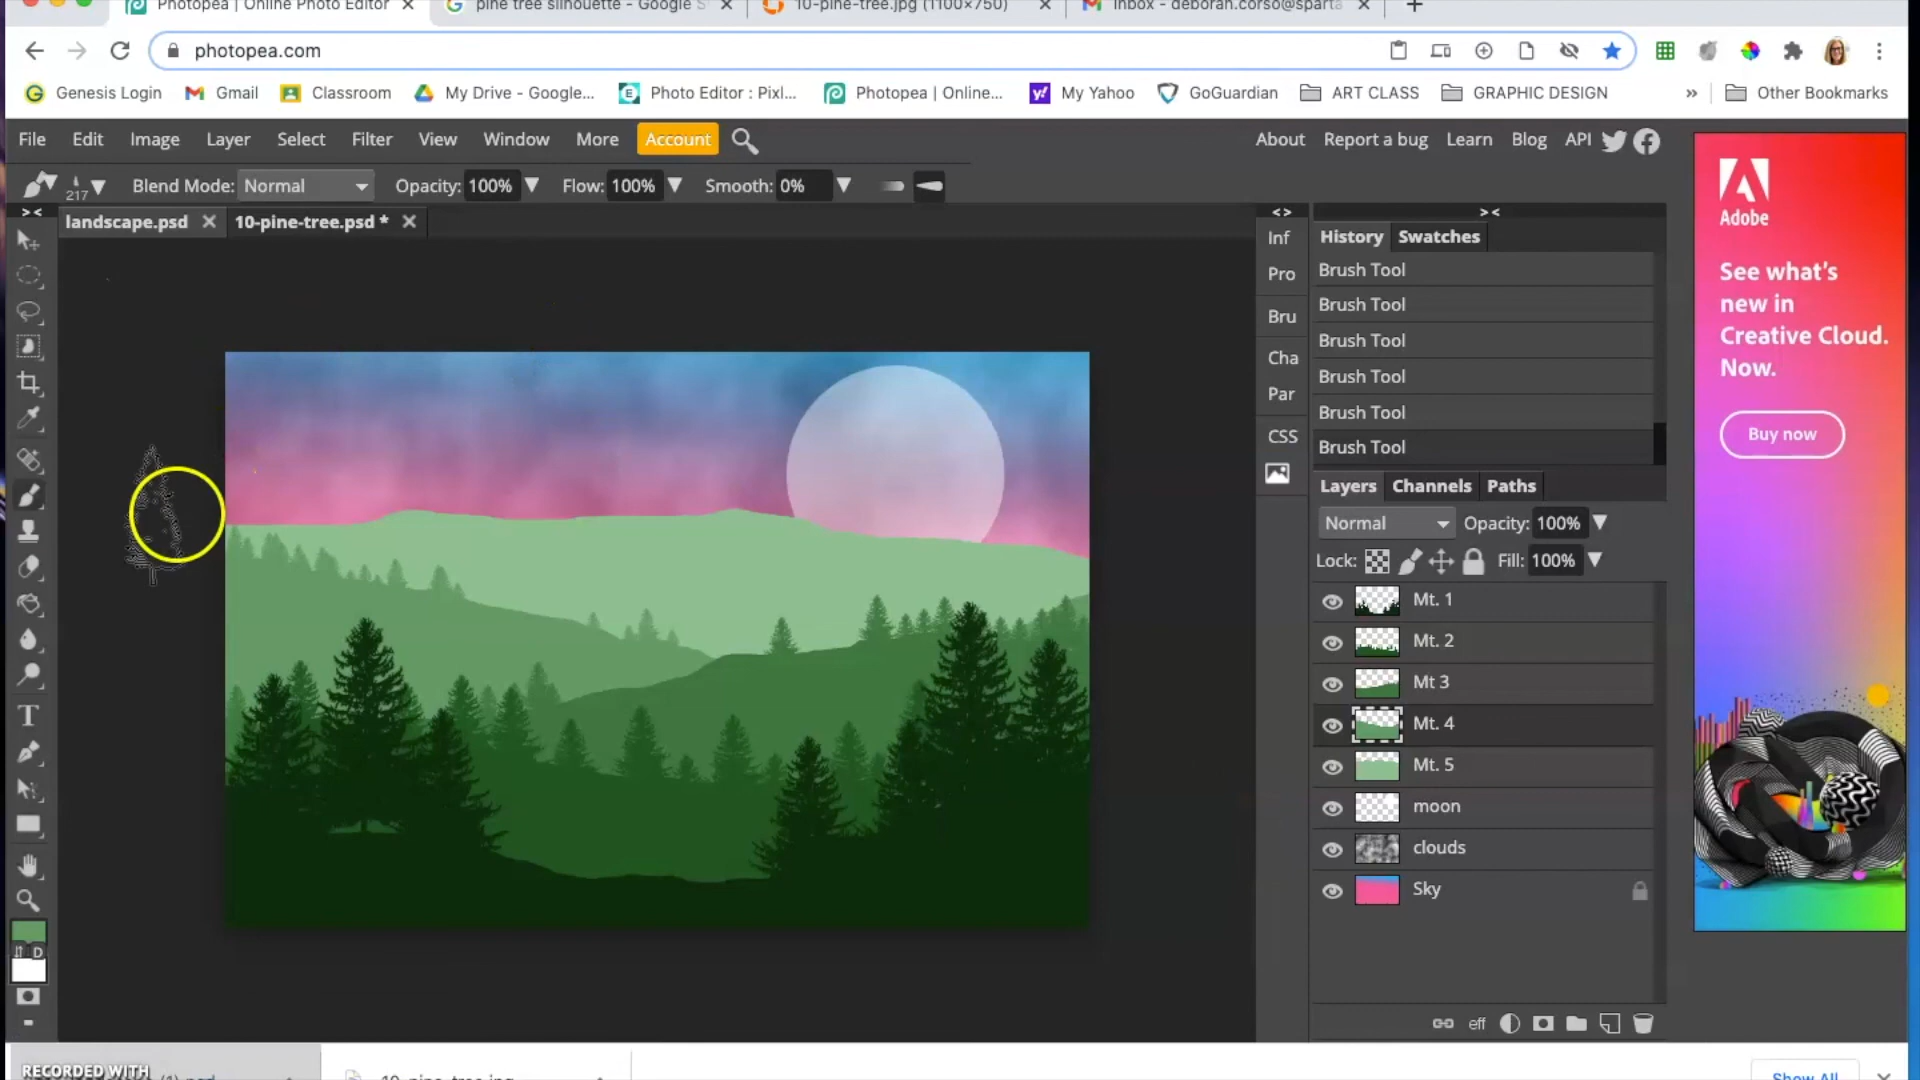 Photopea | Online Photo Editor
pine tree silhouette - Google S
10-pine-tree.jpg (1100×750)
Inbox - deborah.corso@sparta
photopea.com
Genesis Login
Gmail
Classroom
My Drive - Google...
Photo Editor : Pixl...
Photopea | Online...
My Yahoo
GoGuardian
ART CLASS
GRAPHIC DESIGN
»
Other Bookmarks
File Edit Image Layer Select Filter View Window More Account
About Report a bug Learn Blog API
217 Blend Mode: Normal Opacity: 100% Flow: 100% Smooth: 0%
landscape.psd
10-pine-tree.psd *
Inf
Pro
Bru
Cha
Par
CSS
History Swatches
Brush Tool
Brush Tool
Brush Tool
Brush Tool
Brush Tool
Brush Tool
Layers Channels Paths
Normal Opacity: 100%
Lock: Fill: 100%
Mt. 1
Mt. 2
Mt 3
Mt. 4
Mt. 5
moon
clouds
Sky
eff
T
D
Adobe
See what's
new in
Creative Cloud.
Now.
Buy now
RECORDED WITH
10-pine-tree.jpg
Show All